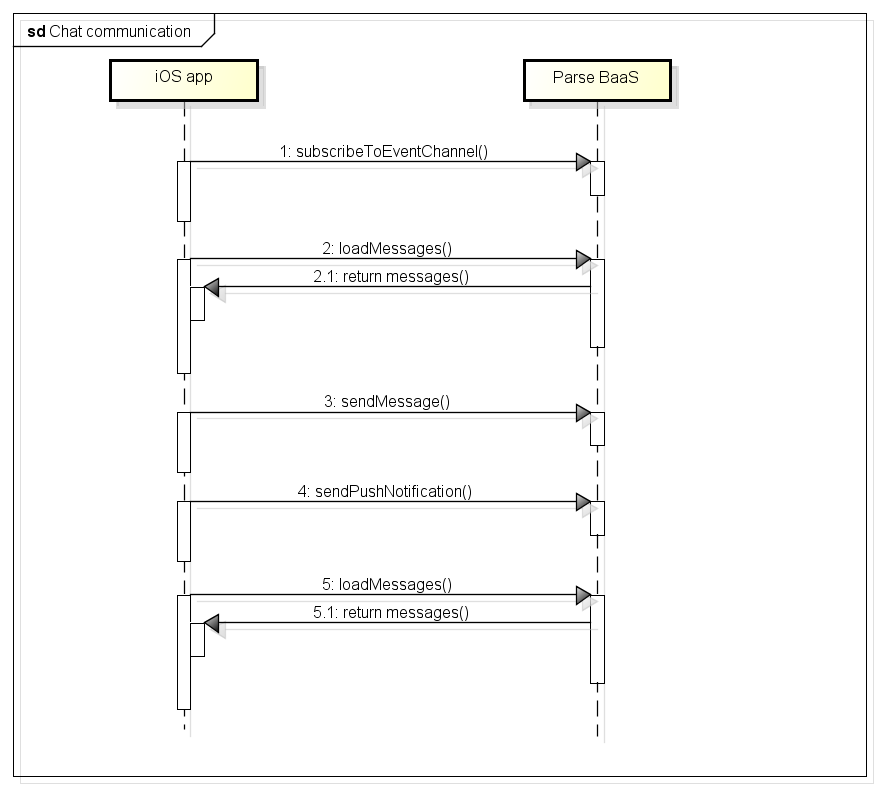 sd Chat communication
iOS app
Parse BaaS
1: subscribeToEventChannel()
2: loadMessages()
2.1: return messages()
3: sendMessage()
4: sendPushNotification()
5: loadMessages()
5.1: return messages()